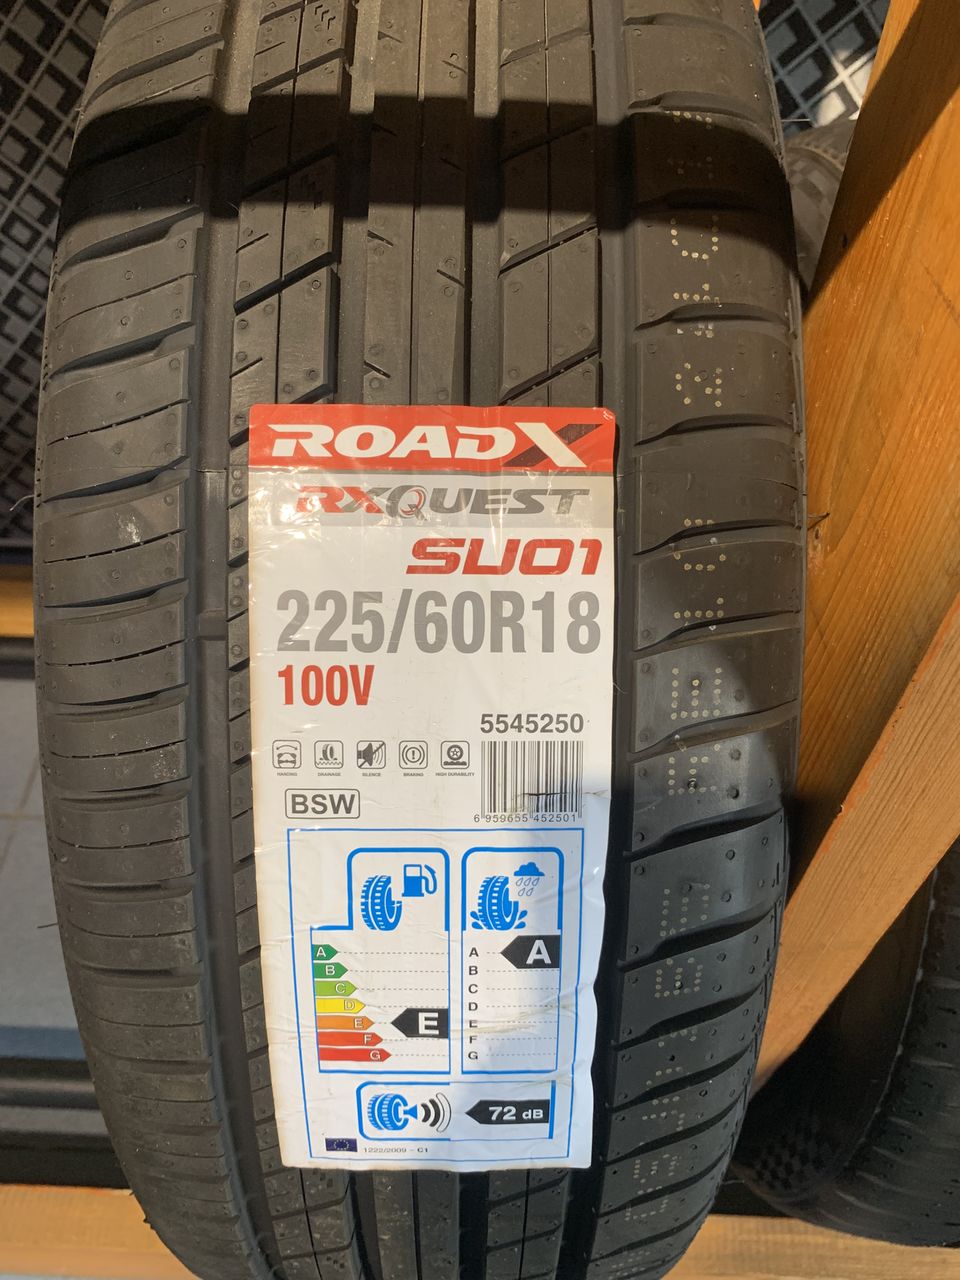 ROADX
RXQUEST
SU01
225/60R18
100V
5545250
HANCING DRAINAGE SILENCE BRAKING HIGH DURABILITY
BSW
6 959655 452501
A
B
C
D
E
F
G
E
A
B
C
D
E
F
G
A
72 dB
1222/2009 - C1